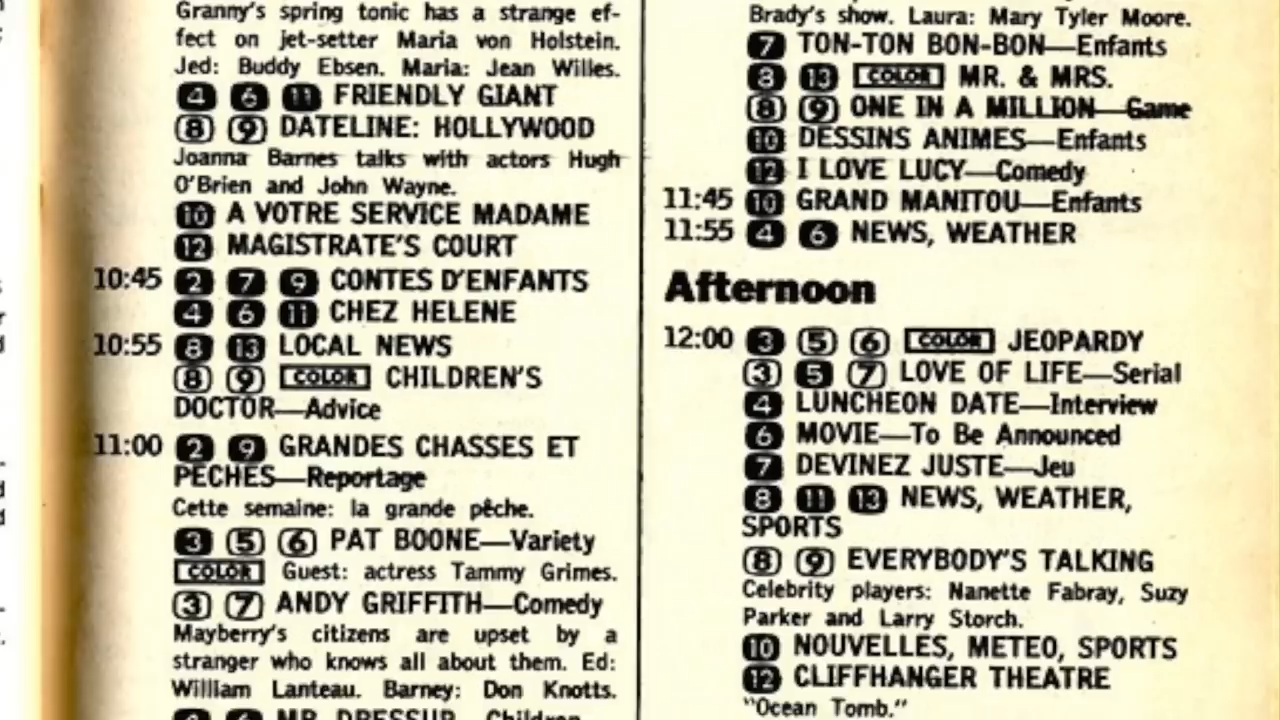 Granny's spring tonic has a strange ef-
fect on jet-setter Maria von Holstein.
Jed: Buddy Ebsen. Maria: Jean Willes.
4 6 11 FRIENDLY GIANT
8 9 DATELINE: HOLLYWOOD
Joanna Barnes talks with actors Hugh
O'Brien and John Wayne.
10 A VOTRE SERVICE MADAME
12 MAGISTRATE'S COURT
10:45 2 7 9 CONTES D'ENFANTS
4 6 11 CHEZ HELENE
10:55 8 13 LOCAL NEWS
8 9 COLOR CHILDREN'S
DOCTOR—Advice
11:00 2 9 GRANDES CHASSES ET
PECHES—Reportage
Cette semaine: la grande pêche.
3 5 6 PAT BOONE—Variety
COLOR Guest: actress Tammy Grimes.
3 7 ANDY GRIFFITH—Comedy
Mayberry's citizens are upset by a
stranger who knows all about them. Ed:
William Lanteau. Barney: Don Knotts.
4 6 MR. DRESSUP—Children
Brady's show. Laura: Mary Tyler Moore.
7 TON-TON BON-BON—Enfants
8 13 COLOR MR. & MRS.
8 9 ONE IN A MILLION—Game
10 DESSINS ANIMES—Enfants
12 I LOVE LUCY—Comedy
11:45 10 GRAND MANITOU—Enfants
11:55 4 6 NEWS, WEATHER
Afternoon
12:00 3 5 6 COLOR JEOPARDY
3 5 7 LOVE OF LIFE—Serial
4 LUNCHEON DATE—Interview
6 MOVIE—To Be Announced
7 DEVINEZ JUSTE—Jeu
8 11 13 NEWS, WEATHER,
SPORTS
8 9 EVERYBODY'S TALKING
Celebrity players: Nanette Fabray, Suzy
Parker and Larry Storch.
10 NOUVELLES, METEO, SPORTS
12 CLIFFHANGER THEATRE
"Ocean Tomb."